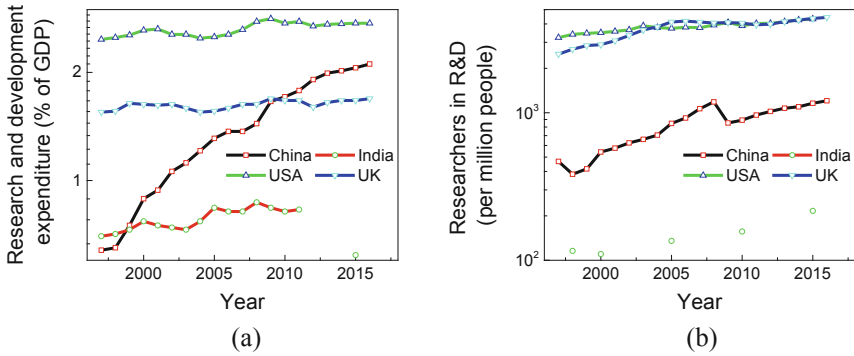 Research and development
expenditure (% of GDP)
2
1
China
India
USA
UK
2000
2005
2010
2015
Year
(a)
Researchers in R&D
(per million people)
10³
10²
China
India
USA
UK
2000
2005
2010
2015
Year
(b)